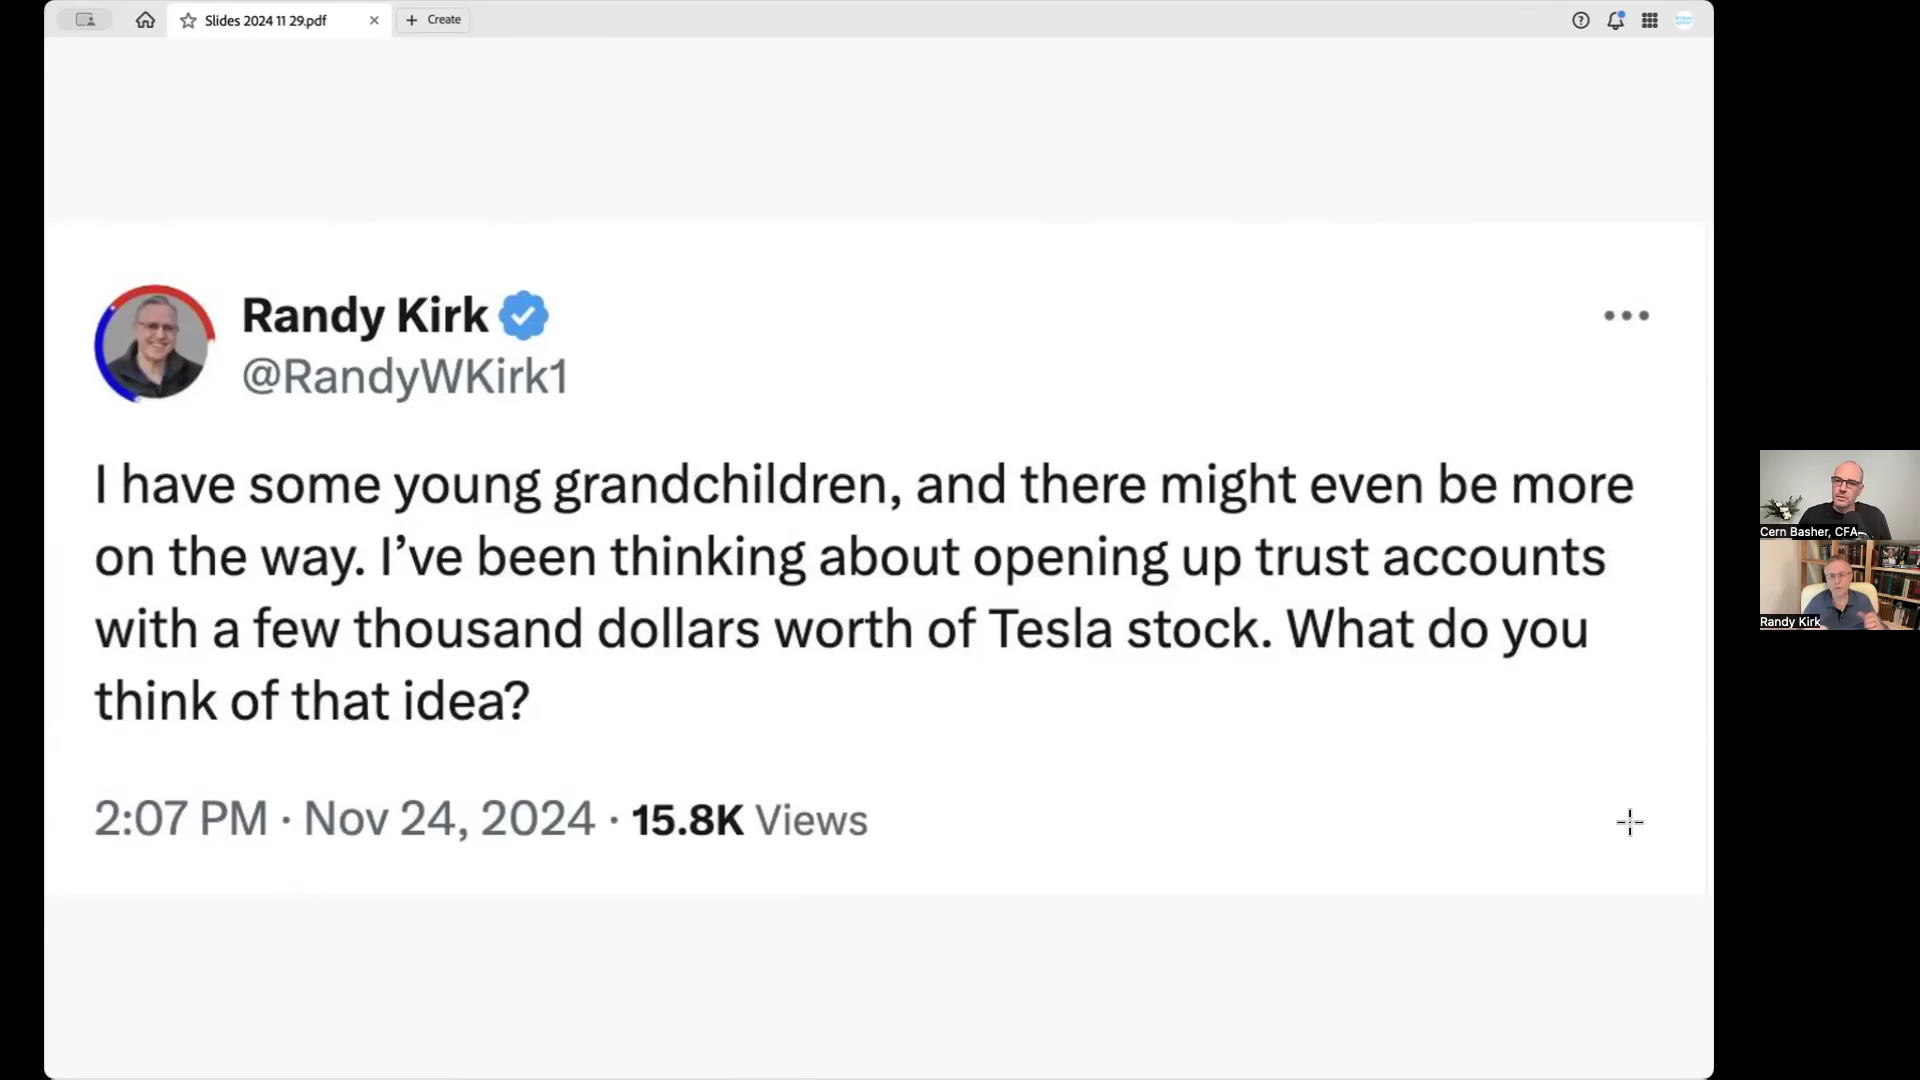 Slides 2024 11 29.pdf
Create
Randy Kirk
@RandyWKirk1
I have some young grandchildren, and there might even be more
on the way. I’ve been thinking about opening up trust accounts
with a few thousand dollars worth of Tesla stock. What do you
think of that idea?
2:07 PM · Nov 24, 2024 · 15.8K Views
Cern Basher, CFA
Randy Kirk